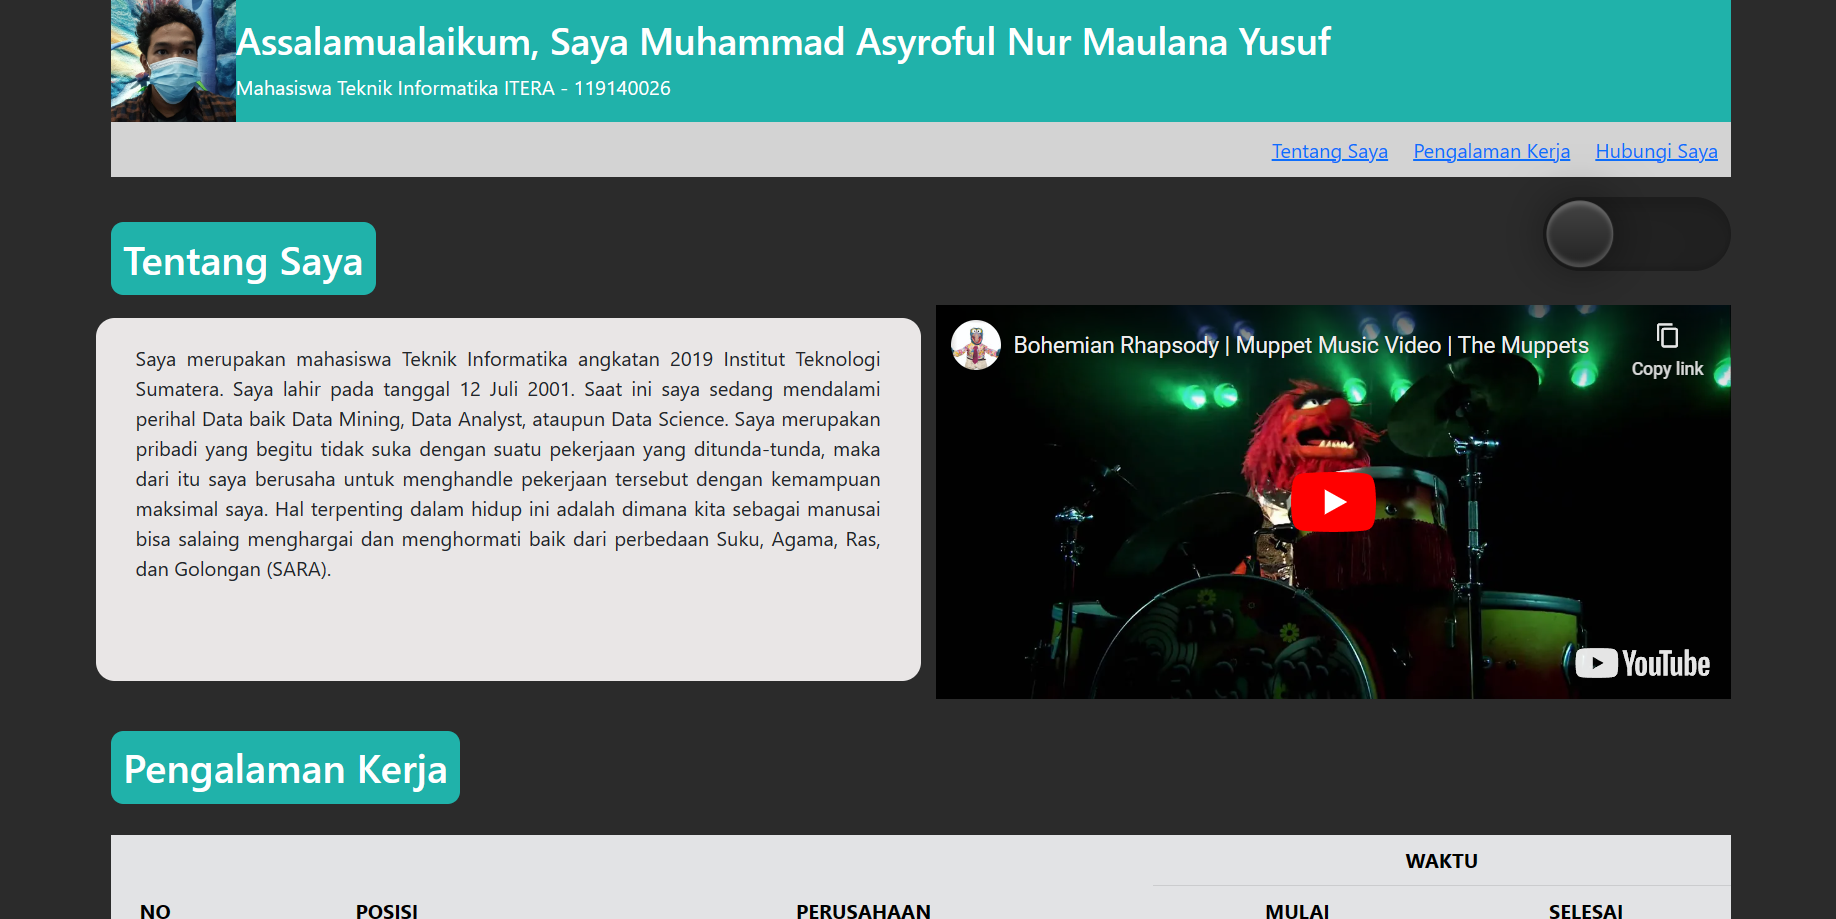 Assalamualaikum, Saya Muhammad Asyroful Nur Maulana Yusuf
Mahasiswa Teknik Informatika ITERA - 119140026
Tentang Saya Pengalaman Kerja Hubungi Saya
Tentang Saya
Saya merupakan mahasiswa Teknik Informatika angkatan 2019 Institut Teknologi
Sumatera. Saya lahir pada tanggal 12 Juli 2001. Saat ini saya sedang mendalami
perihal Data baik Data Mining, Data Analyst, ataupun Data Science. Saya merupakan
pribadi yang begitu tidak suka dengan suatu pekerjaan yang ditunda-tunda, maka
dari itu saya berusaha untuk menghandle pekerjaan tersebut dengan kemampuan
maksimal saya. Hal terpenting dalam hidup ini adalah dimana kita sebagai manusai
bisa salaing menghargai dan menghormati baik dari perbedaan Suku, Agama, Ras,
dan Golongan (SARA).
Bohemian Rhapsody | Muppet Music Video | The Muppets
Copy link
YouTube
Pengalaman Kerja
WAKTU
NO POSISI PERUSAHAAN MULAI SELESAI